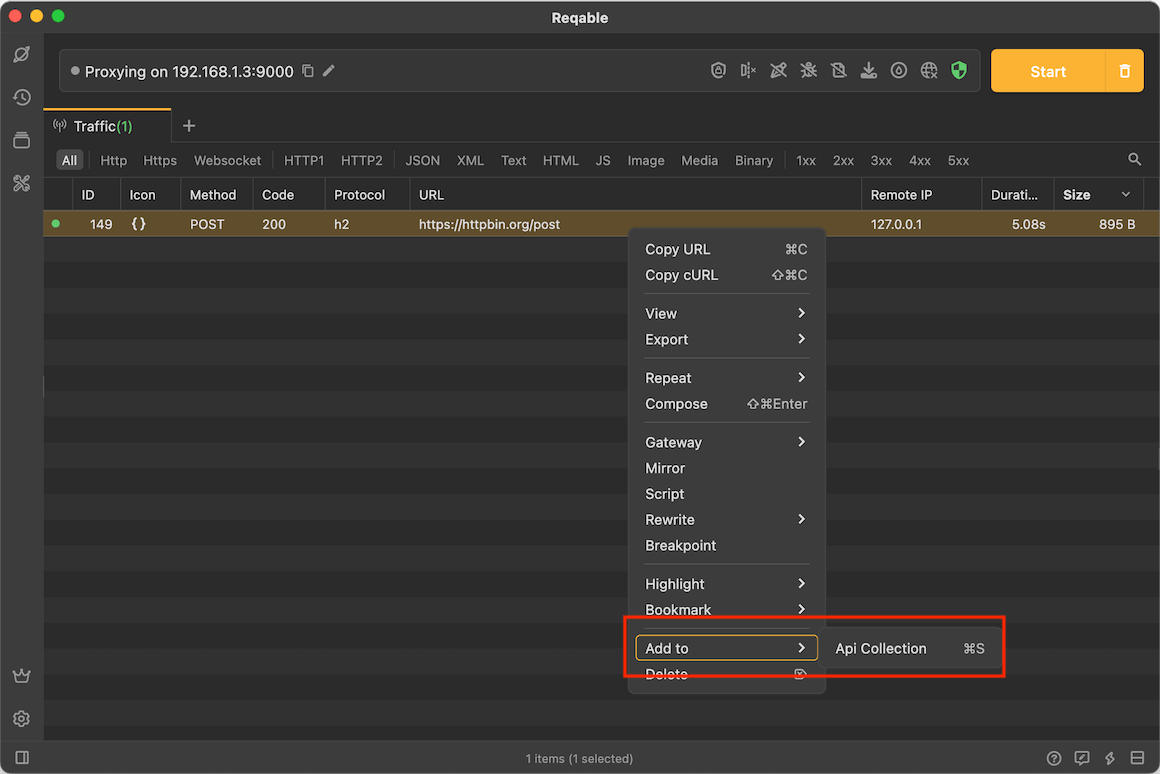 Reqable
Proxying on 192.168.1.3:9000
Start
Traffic(1)
All Http Https Websocket HTTP1 HTTP2 JSON XML Text HTML JS Image Media Binary 1xx 2xx 3xx 4xx 5xx
ID Icon Method Code Protocol URL Remote IP Durati... Size
149 {} POST 200 h2 https://httpbin.org/post 127.0.0.1 5.08s 895 B
Copy URL ⌘C
Copy cURL ⇧⌘C
View
Export
Repeat
Compose ⇧⌘Enter
Gateway
Mirror
Script
Rewrite
Breakpoint
Highlight
Bookmark
Add to Api Collection ⌘S
Delete ⌦
1 items (1 selected)